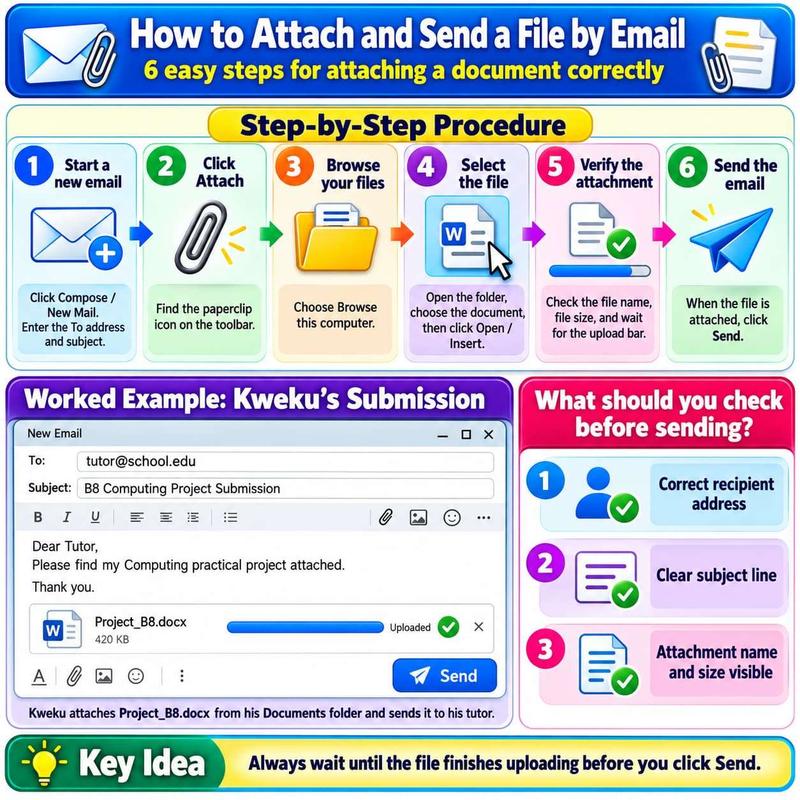 How to Attach and Send a File by Email
6 easy steps for attaching a document correctly
Step-by-Step Procedure
1
Start a
new email
Click Compose /
New Mail.
Enter the To address
and subject.
2
Click
Attach
Find the paperclip
icon on the toolbar.
3
Browse
your files
Choose Browse
this computer.
4
Select
the file
W
Open the folder,
choose the document,
then click Open /
Insert.
5
Verify the
attachment
Check the file name,
file size, and wait
for the upload bar.
6
Send the
email
When the file is
attached, click
Send.
Worked Example: Kweku's Submission
New Email
To: tutor@school.edu
Subject: B8 Computing Project Submission
B I U
Dear Tutor,
Please find my Computing practical project attached.
Thank you.
W
Project_B8.docx
420 KB
Uploaded
A
Send
Kweku attaches Project_B8.docx from his Documents folder and sends it to his tutor.
What should you check
before sending?
1
Correct recipient
address
2
Clear subject line
3
Attachment name
and size visible
Key Idea
Always wait until the file finishes uploading before you click Send.